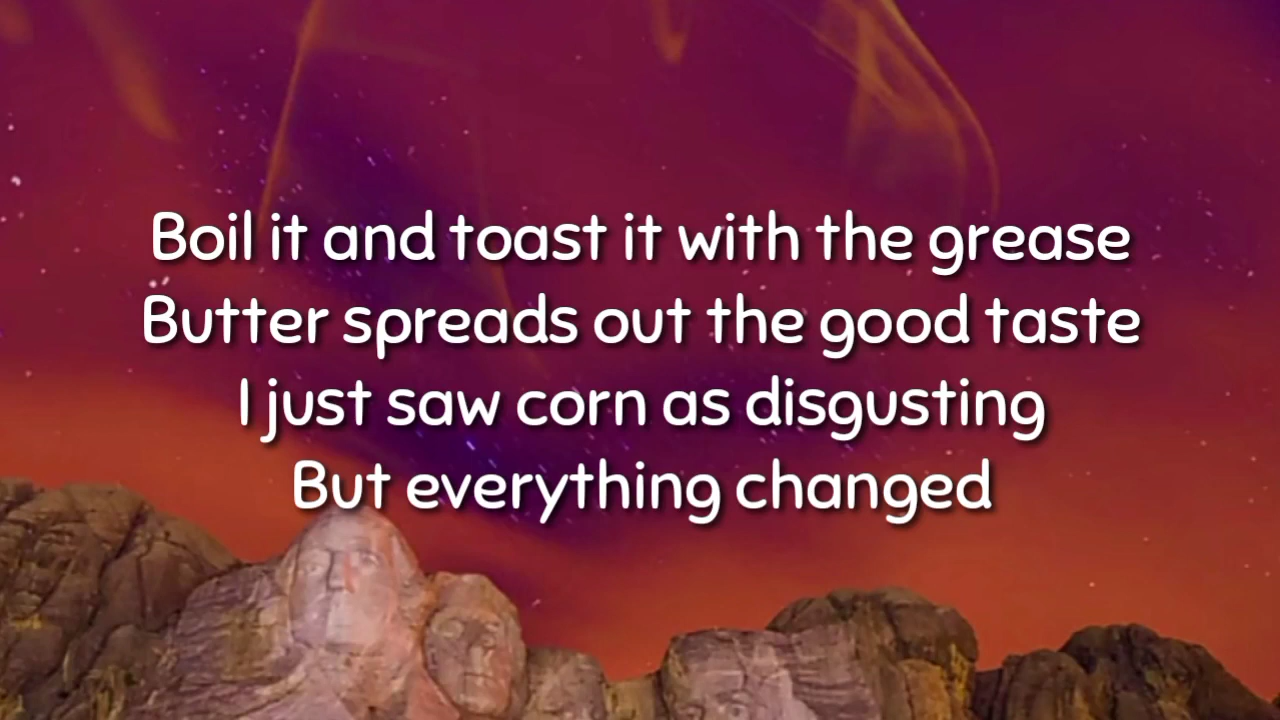 Boil it and toast it with the grease
Butter spreads out the good taste
I just saw corn as disgusting
But everything changed